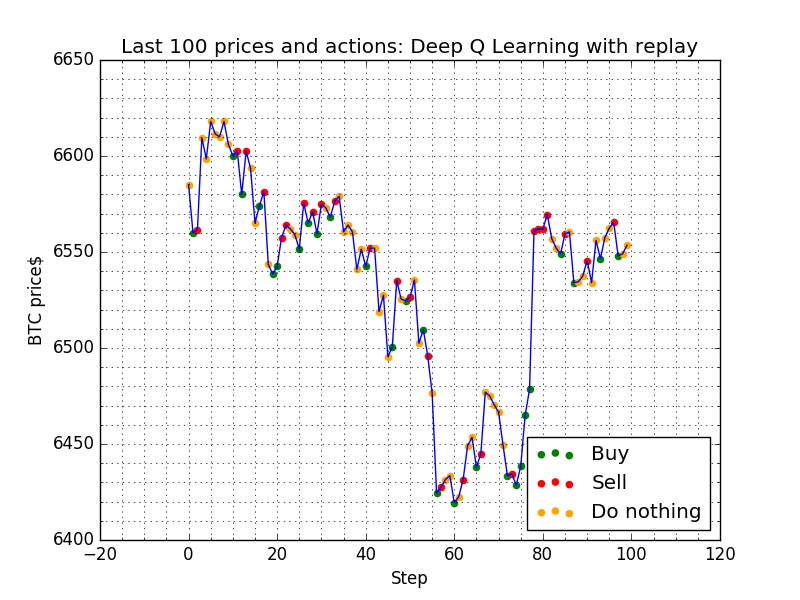 Last 100 prices and actions: Deep Q Learning with replay
6650
6600
6550
6500
6450
6400
BTC price$
Buy
Sell
Do nothing
−20 0 20 40 60 80 100 120
Step